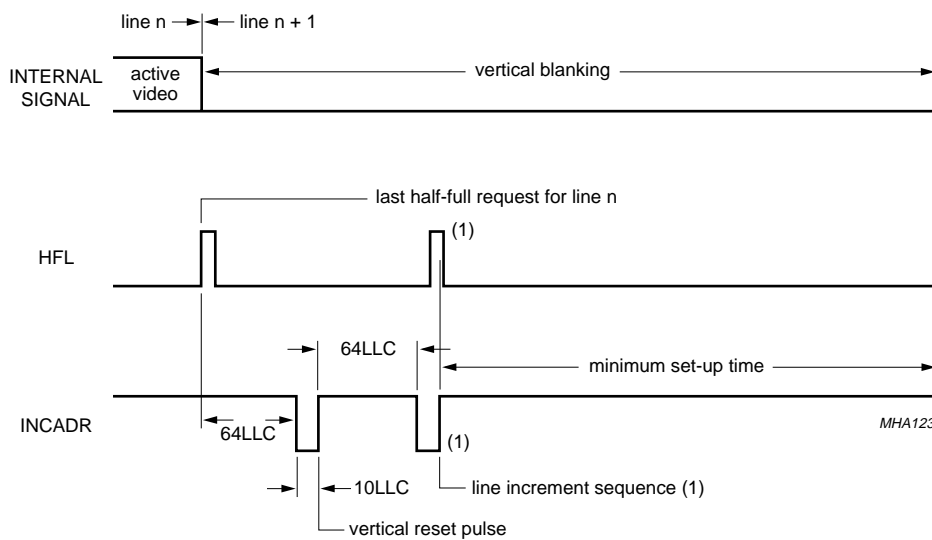 line n
line n + 1
INTERNAL
SIGNAL
active
video
vertical blanking
last half-full request for line n
HFL
(1)
64LLC
minimum set-up time
INCADR
64LLC
(1)
MHA123
10LLC
line increment sequence (1)
vertical reset pulse